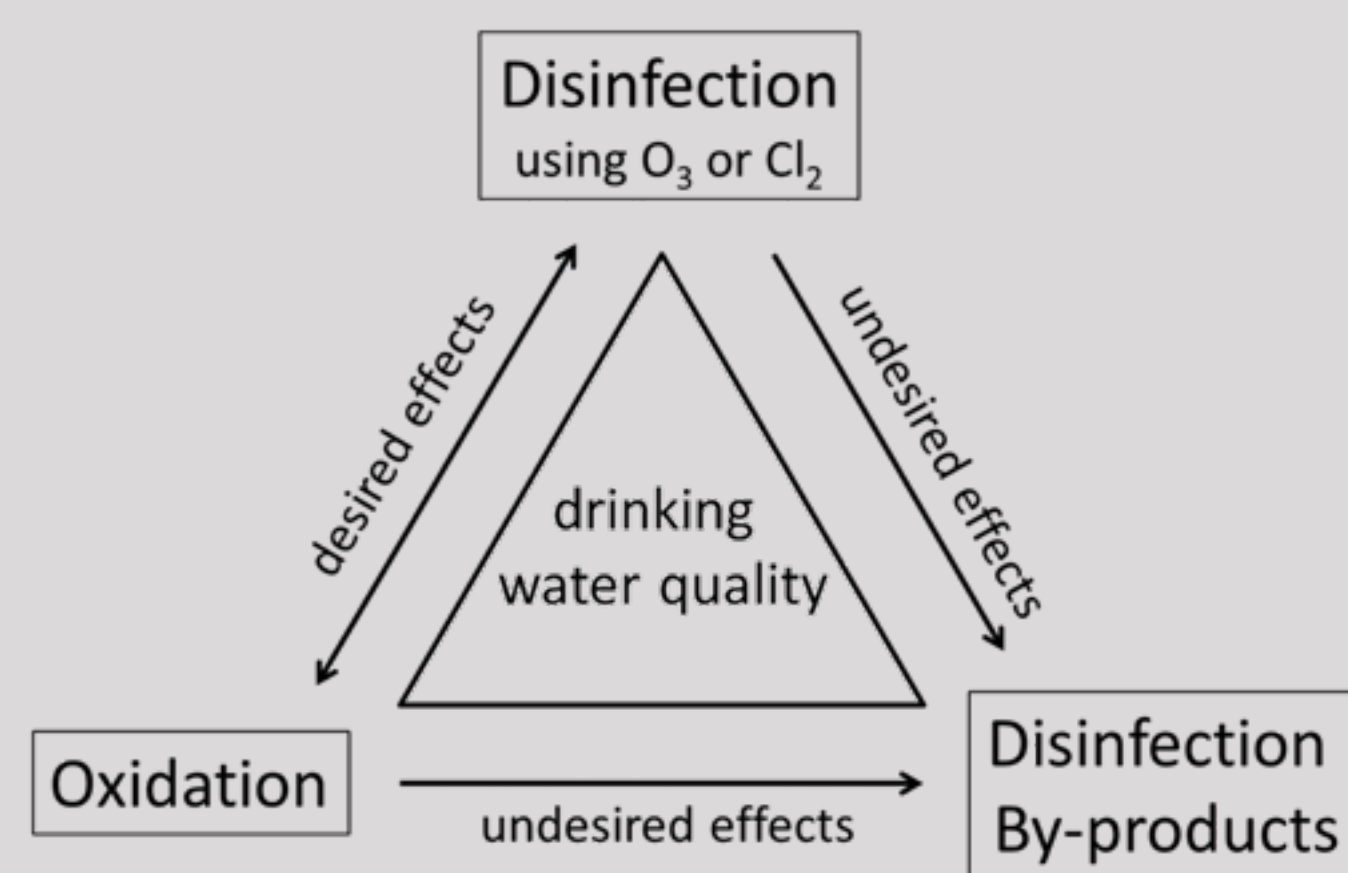 Disinfection
using O₃ or Cl₂
desired effects
undesired effects
drinking
water quality
Oxidation
undesired effects
Disinfection
By-products